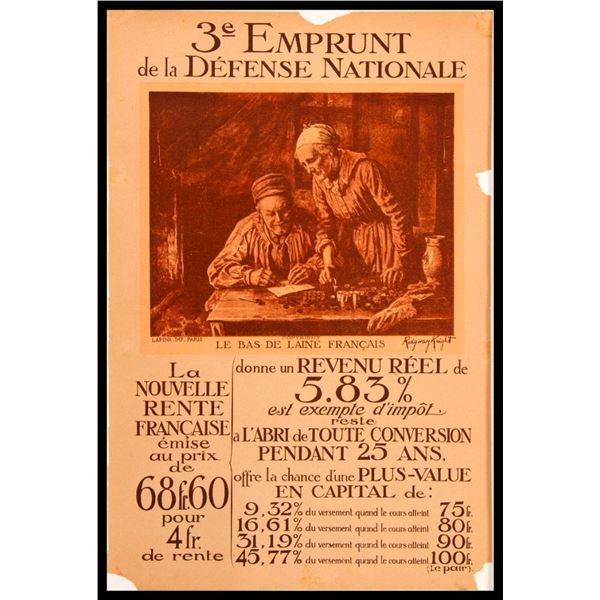 3e EMPRUNT
de la DÉFENSE NATIONALE
LAPINA. IMP. PARIS
COPYRIGHT
LE BAS DE LAINE FRANÇAIS
Ridgway Knight
La
NOUVELLE
RENTE
FRANÇAISE
émise
au prix
de
68fr.60
pour
4fr.
de rente
donne un REVENU RÉEL de
5.83%
est exempte d'impôt
reste
à L'ABRI de TOUTE CONVERSION
PENDANT 25 ANS.
offre la chance d'une PLUS-VALUE
EN CAPITAL de:
9,32% du versement quand le cours atteint 75fr.
16,61% du versement quand le cours atteint 80fr.
31,19% du versement quand le cours atteint 90fr.
45,77% du versement quand le cours atteint 100fr.
(Le pair).